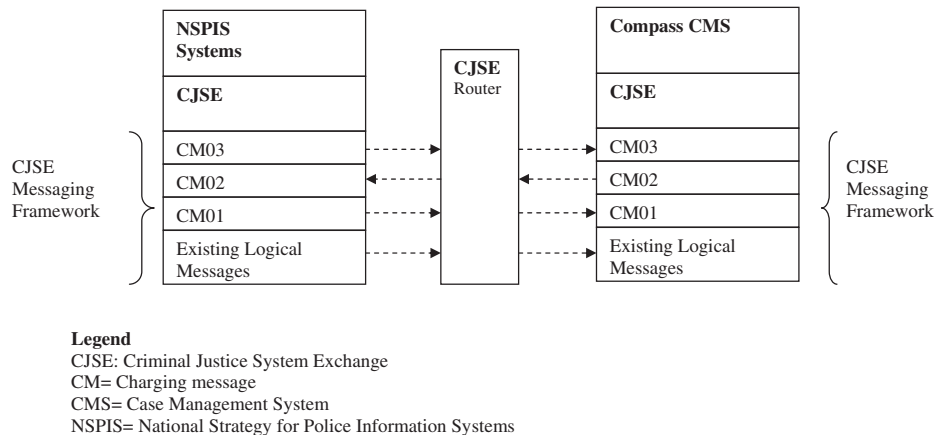 NSPIS
Systems
CJSE
CM03
CM02
CM01
Existing Logical
Messages
CJSE
Messaging
Framework
CJSE
Router
Compass CMS
CJSE
CM03
CM02
CM01
Existing Logical
Messages
CJSE
Messaging
Framework
Legend
CJSE: Criminal Justice System Exchange
CM= Charging message
CMS= Case Management System
NSPIS= National Strategy for Police Information Systems